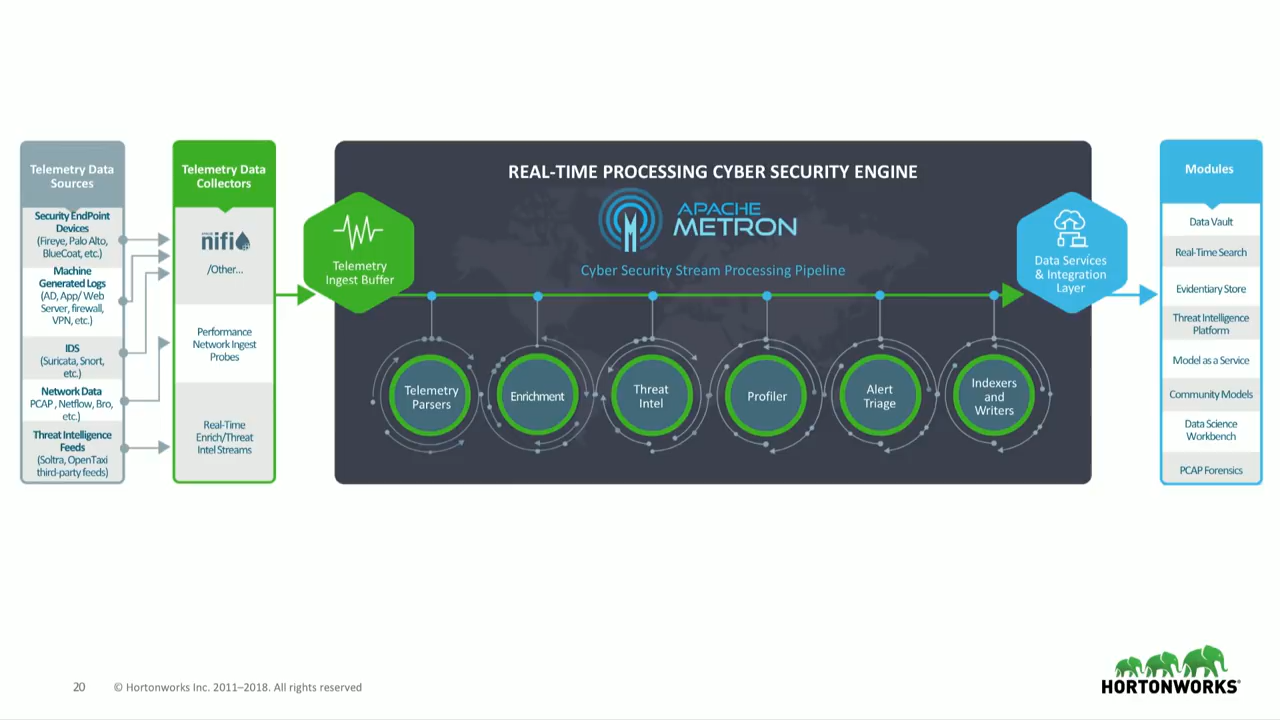 Telemetry Data
Sources
Security EndPoint
Devices
(Fireye, Palo Alto,
BlueCoat, etc.)
Machine
Generated Logs
(AD, App/ Web
Server, firewall,
VPN, etc.)
IDS
(Suricata, Snort,
etc.)
Network Data
PCAP , Netflow, Bro,
etc.)
Threat Intelligence
Feeds
(Soltra, OpenTaxi
third-party feeds)
Telemetry Data
Collectors
APACHE
nifi
/Other...
Performance
Network Ingest
Probes
Real-Time
Enrich/Threat
Intel Streams
REAL-TIME PROCESSING CYBER SECURITY ENGINE
APACHE
METRON
Cyber Security Stream Processing Pipeline
Telemetry
Ingest Buffer
Telemetry
Parsers
Enrichment
Threat
Intel
Profiler
Alert
Triage
Indexers
and
Writers
Data Services
& Integration
Layer
Modules
Data Vault
Real-Time Search
Evidentiary Store
Threat Intelligence
Platform
Model as a Service
Community Models
Data Science
Workbench
PCAP Forensics
20 © Hortonworks Inc. 2011–2018. All rights reserved
HORTONWORKS®